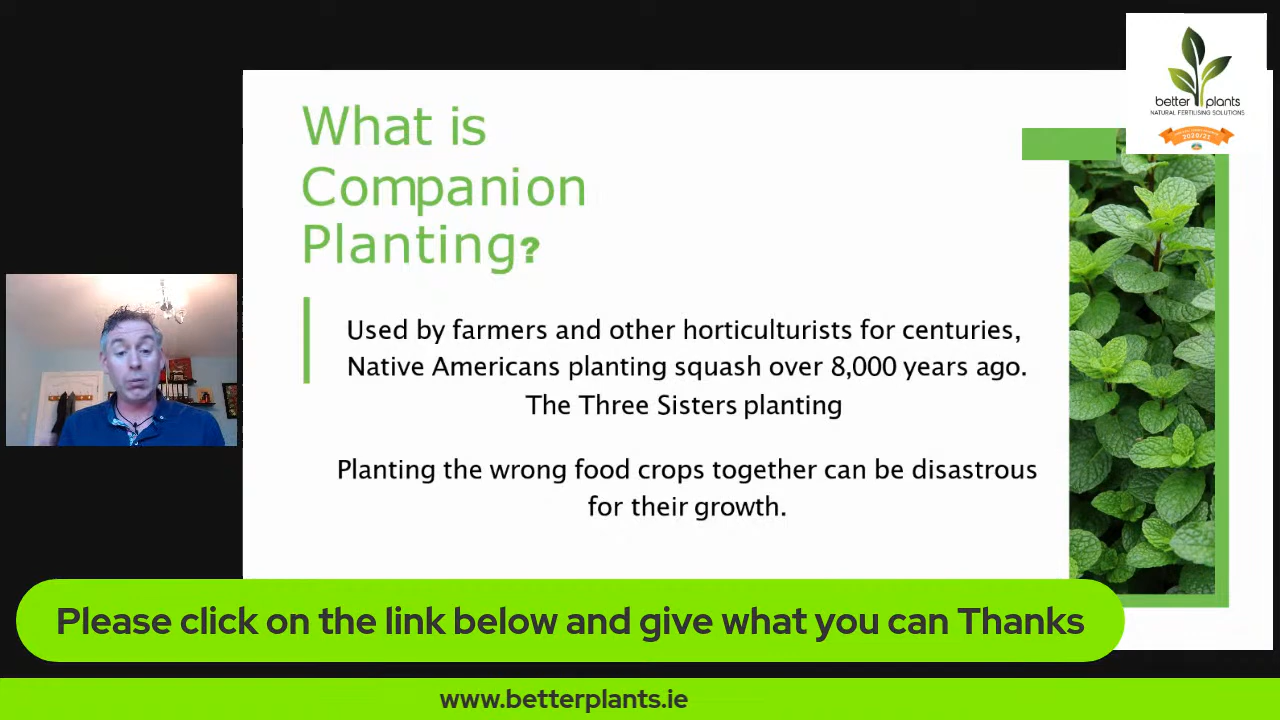 What is
Companion
Planting?
Used by farmers and other horticulturists for centuries,
Native Americans planting squash over 8,000 years ago.
The Three Sisters planting
Planting the wrong food crops together can be disastrous
for their growth.
better plants
NATURAL FERTILISING SOLUTIONS
2020/21
Please click on the link below and give what you can Thanks
www.betterplants.ie